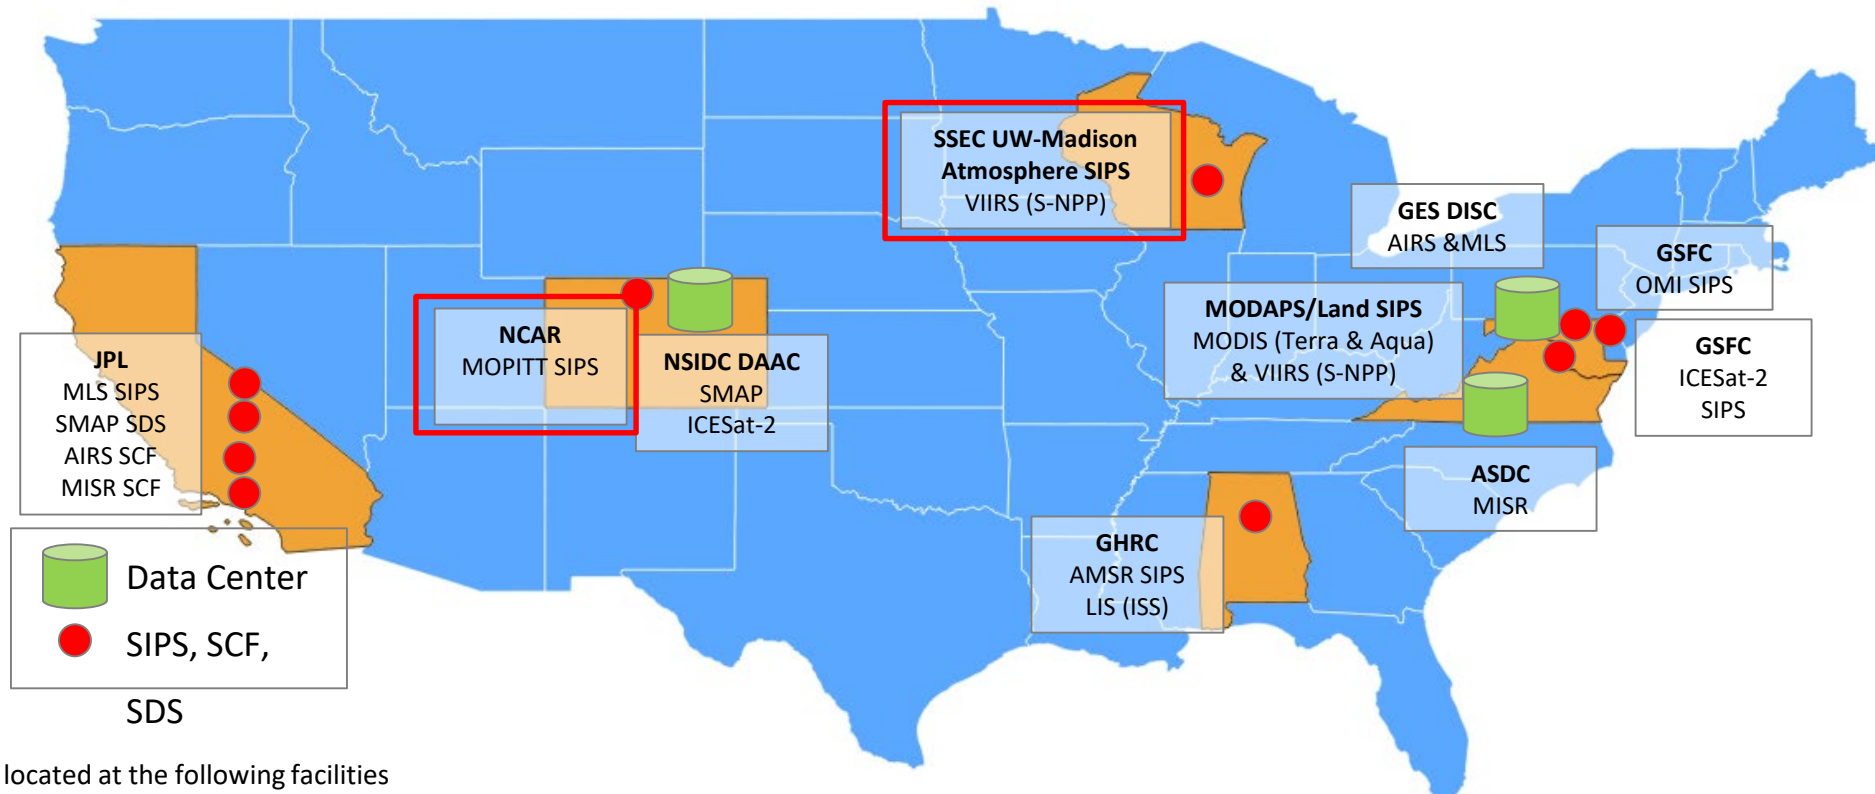 SSEC UW-Madison
Atmosphere SIPS
VIIRS (S-NPP)
GES DISC
AIRS &MLS
GSFC
OMI SIPS
MODAPS/Land SIPS
MODIS (Terra & Aqua)
& VIIRS (S-NPP)
NCAR
MOPITT SIPS
NSIDC DAAC
SMAP
ICESat-2
JPL
MLS SIPS
SMAP SDS
AIRS SCF
MISR SCF
GSFC
ICESat-2
SIPS
ASDC
MISR
GHRC
AMSR SIPS
LIS (ISS)
Data Center
SIPS, SCF,
SDS
located at the following facilities